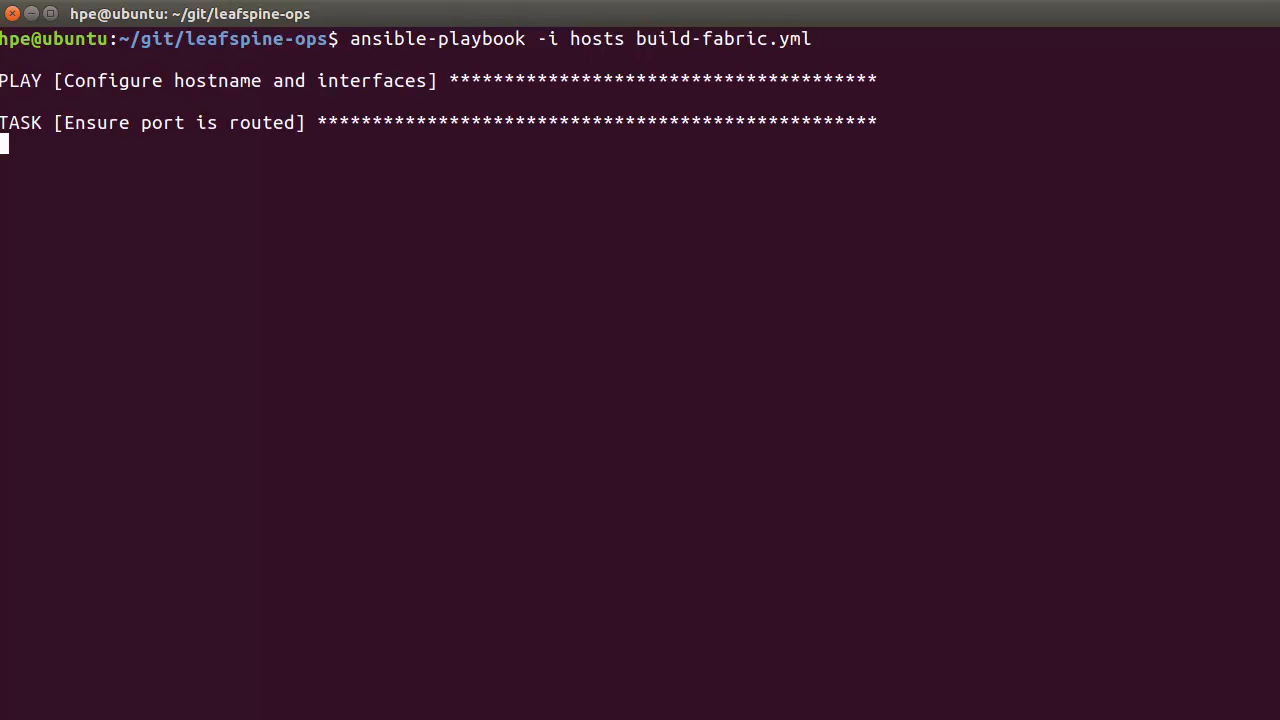 hpe@ubuntu: ~/git/leafspine-ops
hpe@ubuntu:~/git/leafspine-ops$ ansible-playbook -i hosts build-fabric.yml
PLAY [Configure hostname and interfaces] ***************************************
TASK [Ensure port is routed] ***************************************************